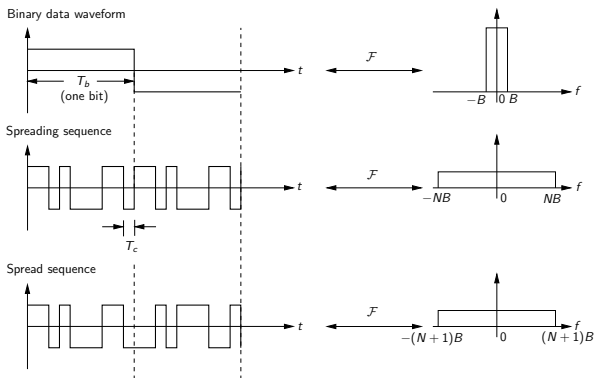 Binary data waveform
t
T_b
(one bit)
F
−B 0 B
f
Spreading sequence
t
T_c
F
−NB 0 NB
f
Spread sequence
t
F
−(N + 1)B 0 (N + 1)B
f